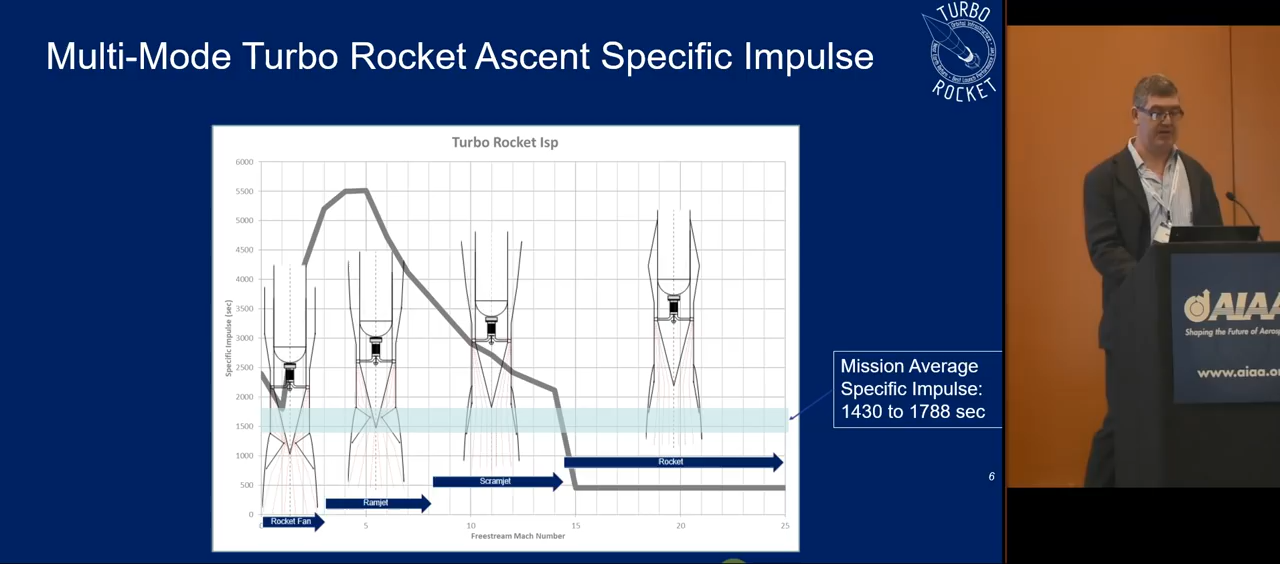 Multi-Mode Turbo Rocket Ascent Specific Impulse
TURBO
ROCKET
Turbo Rocket Isp
6000
5500
5000
4500
4000
3500
3000
2500
2000
1500
1000
500
0
Specific Impulse (sec)
Rocket Fan
Ramjet
Scramjet
Rocket
5
10
15
20
25
Freestream Mach Number
Mission Average
Specific Impulse:
1430 to 1788 sec
6
AIAA
Shaping the Future of Aeros
www.aiaa.o